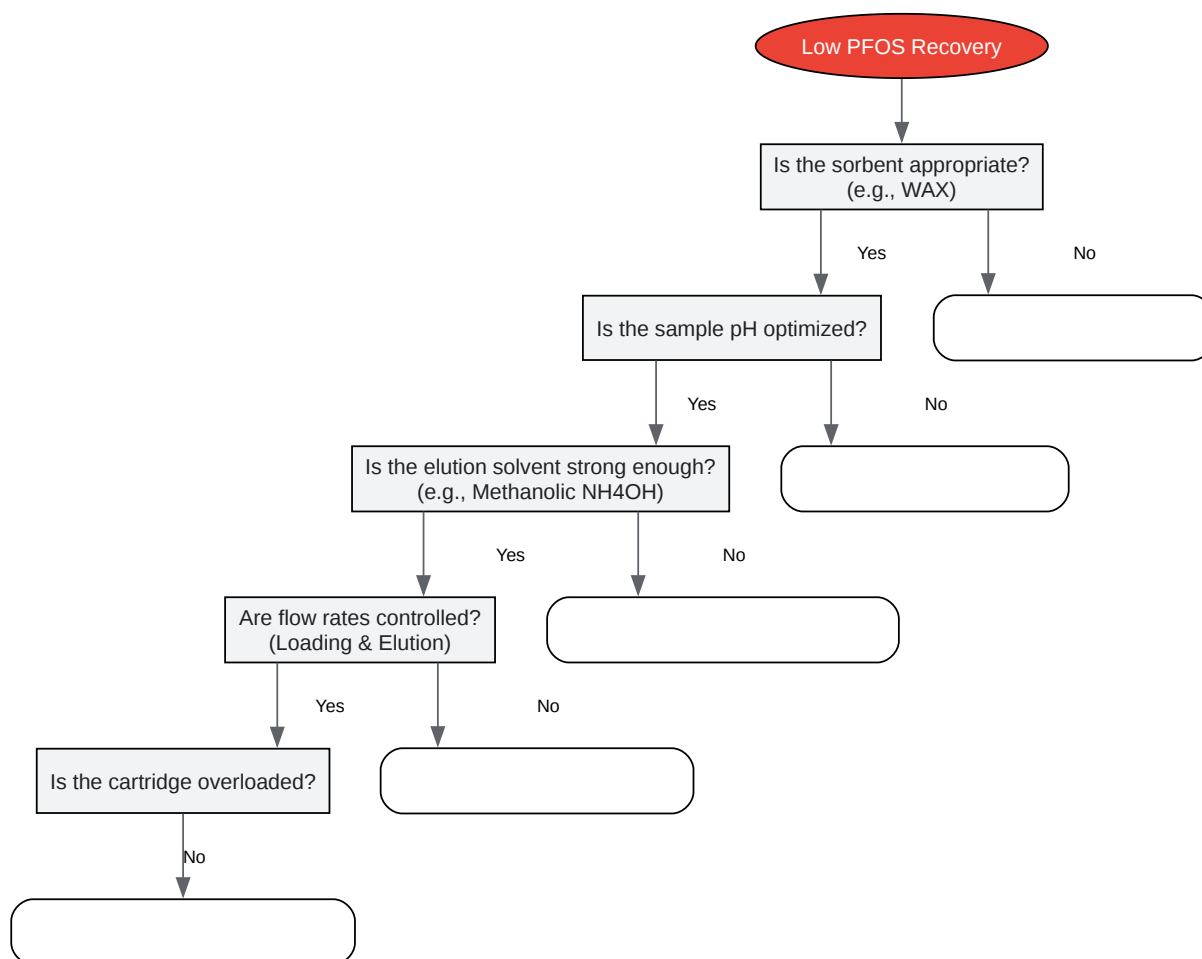 Low PFOS Recovery
Is the sorbent appropriate?
(e.g., WAX)
Yes
No
Is the sample pH optimized?
Yes
No
Is the elution solvent strong enough?
(e.g., Methanolic NH4OH)
Yes
No
Are flow rates controlled?
(Loading & Elution)
Yes
No
Is the cartridge overloaded?
No